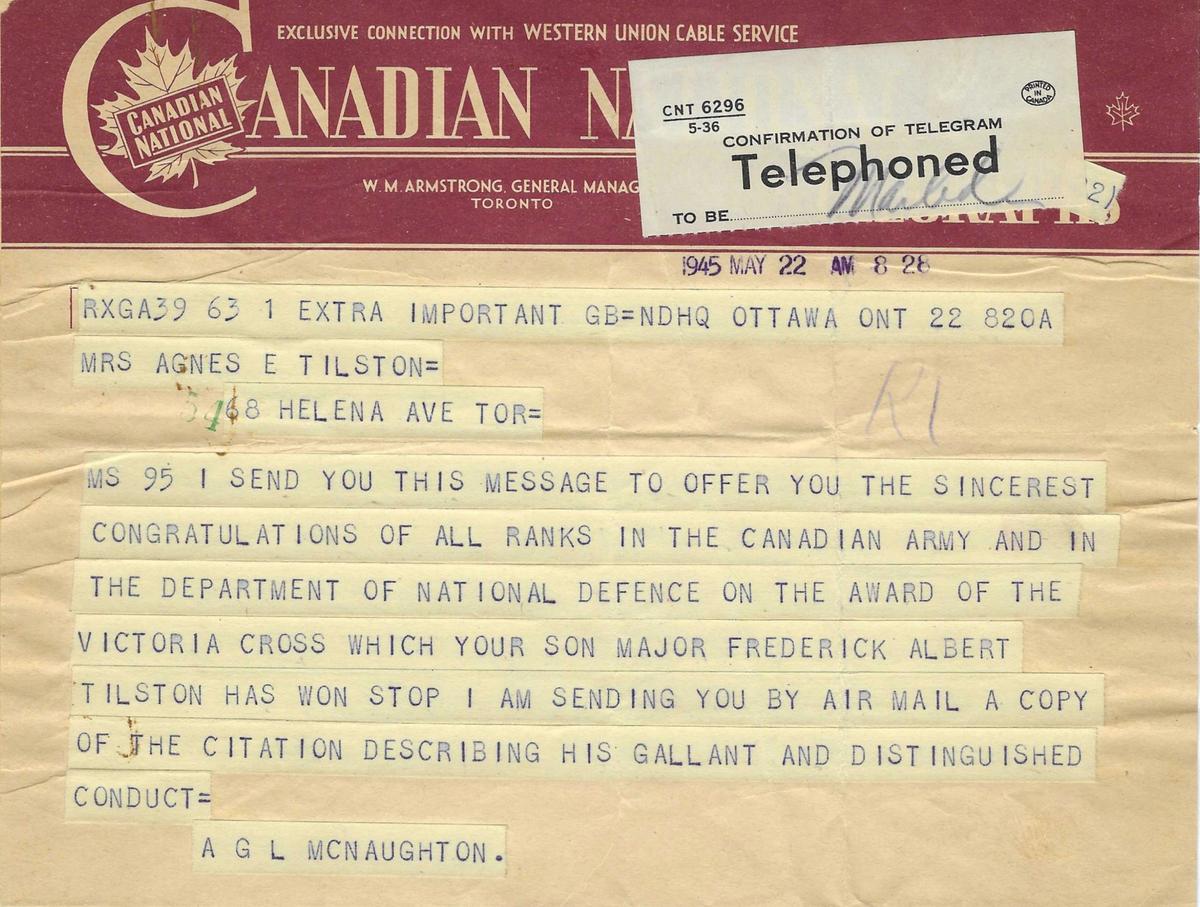 EXCLUSIVE CONNECTION WITH WESTERN UNION CABLE SERVICE
CANADIAN
CANADIAN NATIONAL
W. M. ARMSTRONG, GENERAL MANAG
TORONTO
CNT 6296
5-36
PRINTED IN CANADA
CONFIRMATION OF TELEGRAM
Telephoned
TO BE Mailed
1945 MAY 22 AM 8 28
RXGA39 63 1 EXTRA IMPORTANT GB=NDHQ OTTAWA ONT 22 820A
MRS AGNES E TILSTON=
54 68 HELENA AVE TOR=
K1
MS 95 I SEND YOU THIS MESSAGE TO OFFER YOU THE SINCEREST
CONGRATULATIONS OF ALL RANKS IN THE CANADIAN ARMY AND IN
THE DEPARTMENT OF NATIONAL DEFENCE ON THE AWARD OF THE
VICTORIA CROSS WHICH YOUR SON MAJOR FREDERICK ALBERT
TILSTON HAS WON STOP I AM SENDING YOU BY AIR MAIL A COPY
OF THE CITATION DESCRIBING HIS GALLANT AND DISTINGUISHED
CONDUCT=
A G L MCNAUGHTON.